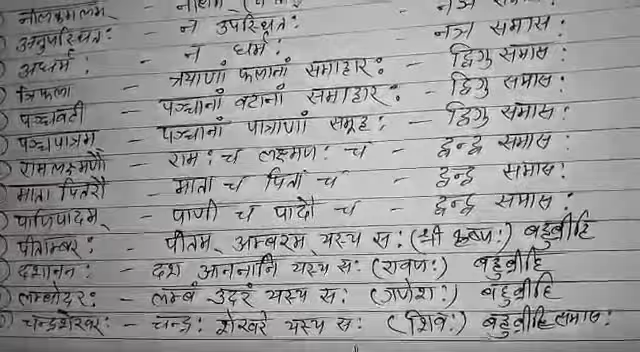 नीलकमलम् -
अनुपस्थितः - न उपस्थितः - नञ समासः
अधर्मः - न धर्मः - नञ समासः
त्रिफला - त्रयाणां फलानां समाहारः - द्विगु समासः
पञ्चवटी - पञ्चानां वटानां समाहारः - द्विगु समासः
पञ्चपात्रम् - पञ्चानां पात्राणां समूहः - द्विगु समासः
रामलक्ष्मणौ - रामः च लक्ष्मणः च - द्वन्द्व समासः
माता पितरौ - माता च पिता च - द्वन्द्व समासः
पाणिपादम् - पाणी च पादौ च - द्वन्द्व समासः
पीताम्बरः - पीतम् अम्बरम् यस्य सः (श्री कृष्णः) बहुव्रीहि
दशाननः - दश आननानि यस्य सः (रावणः) बहुव्रीहि
लम्बोदरः - लम्बं उदरं यस्य सः (गणेशः) बहुव्रीहि
चन्द्रशेखरः - चन्द्रः शेखरे यस्य सः (शिवः) बहुव्रीहि समासः